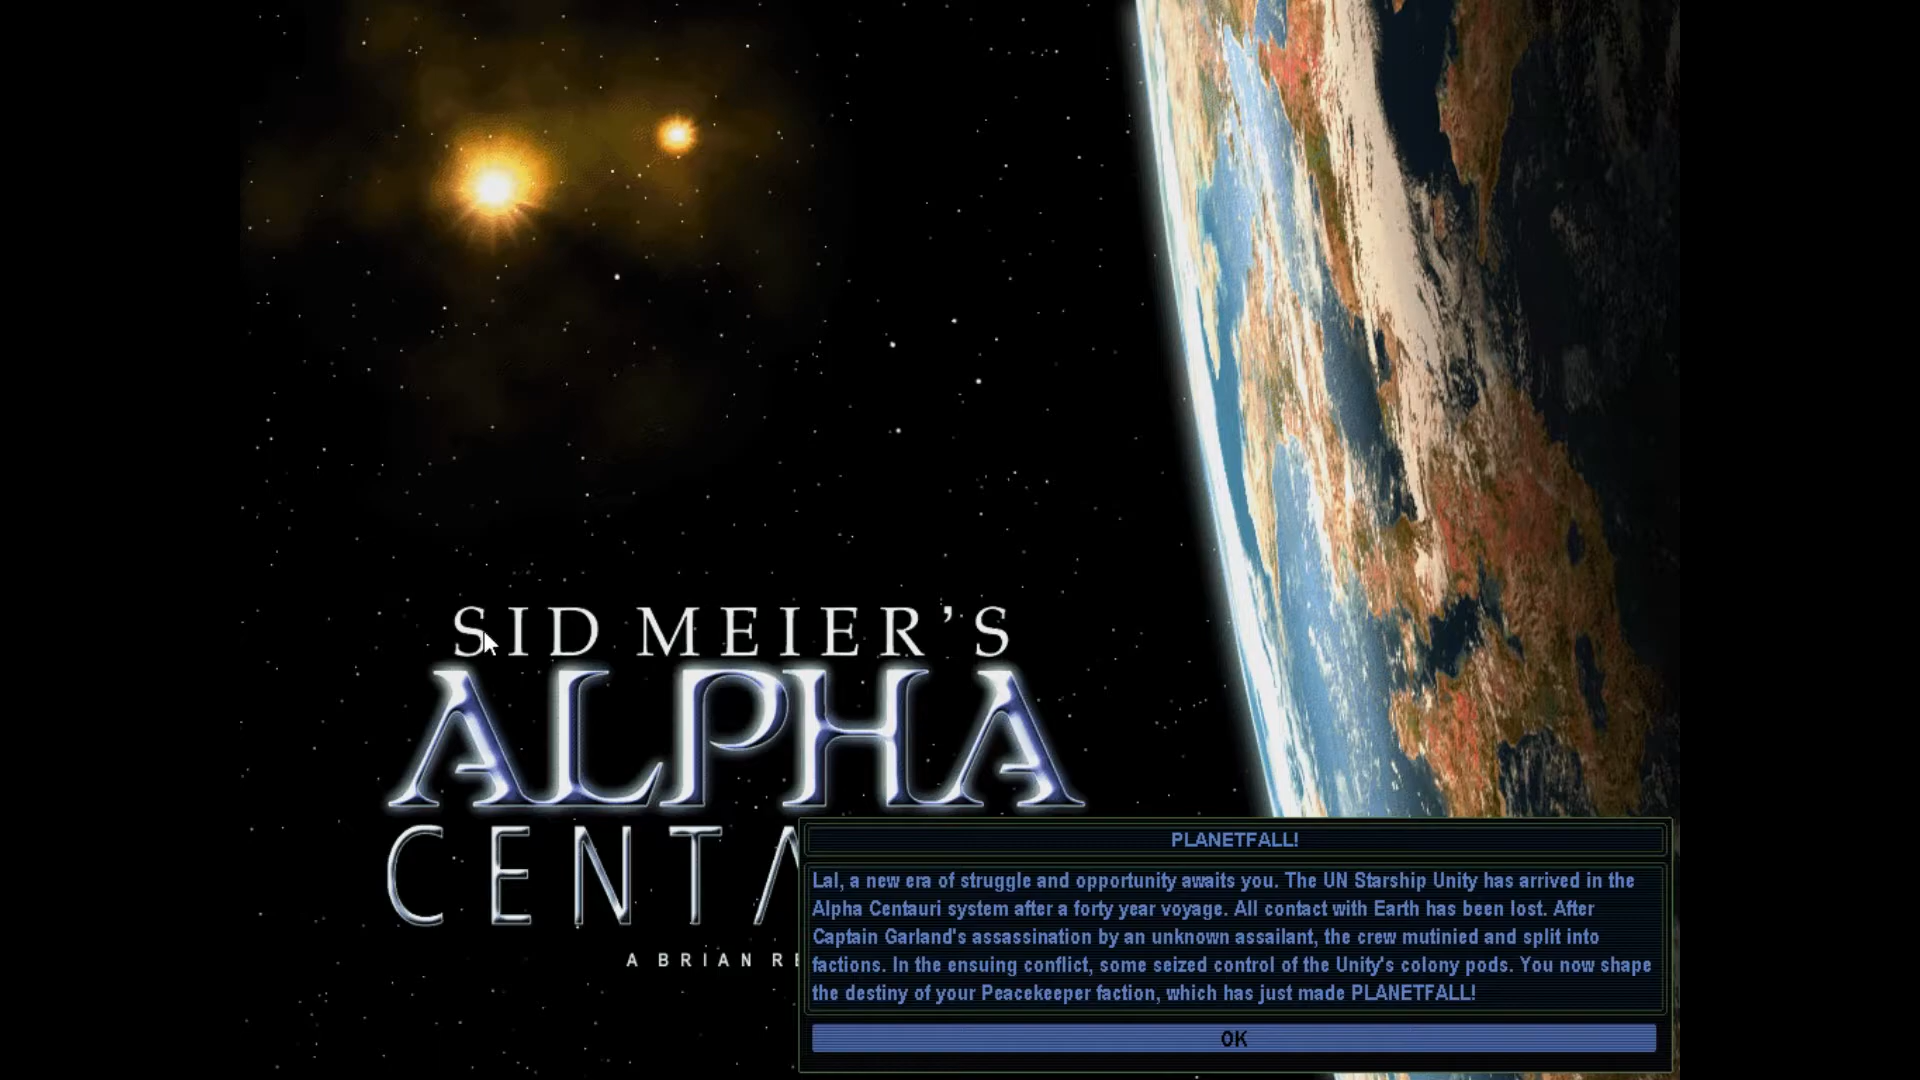 SID MEIER'S
ALPHA
CENTA
A BRIAN RE
PLANETFALL!
Lal, a new era of struggle and opportunity awaits you. The UN Starship Unity has arrived in the
Alpha Centauri system after a forty year voyage. All contact with Earth has been lost. After
Captain Garland's assassination by an unknown assailant, the crew mutinied and split into
factions. In the ensuing conflict, some seized control of the Unity's colony pods. You now shape
the destiny of your Peacekeeper faction, which has just made PLANETFALL!
OK